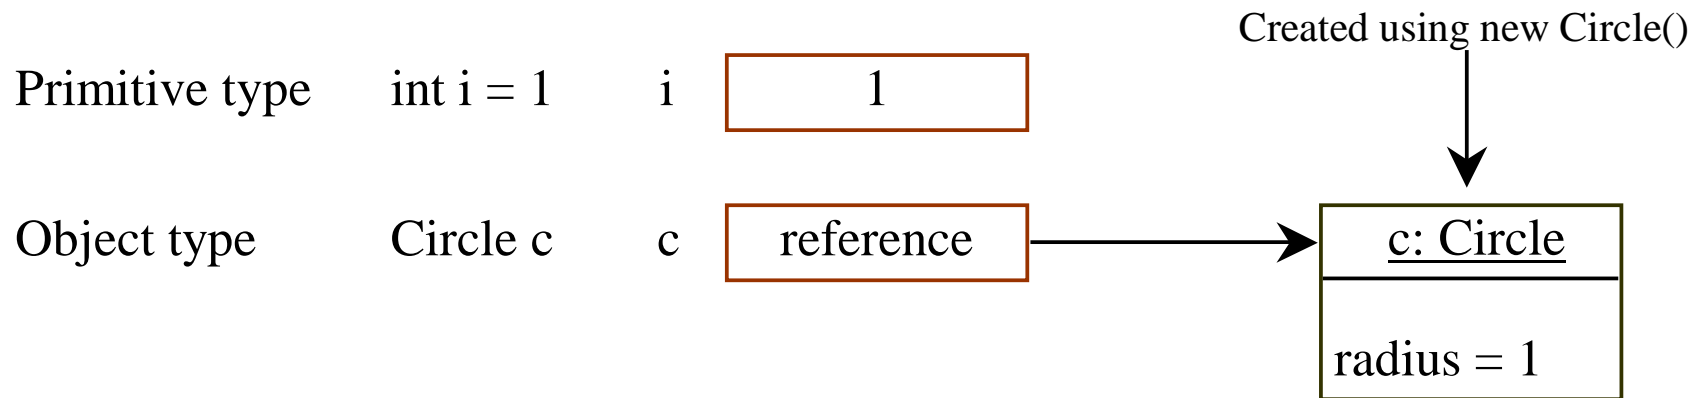 Created using new Circle()
Primitive type int i = 1 i 1
Object type Circle c c reference c: Circle
radius = 1